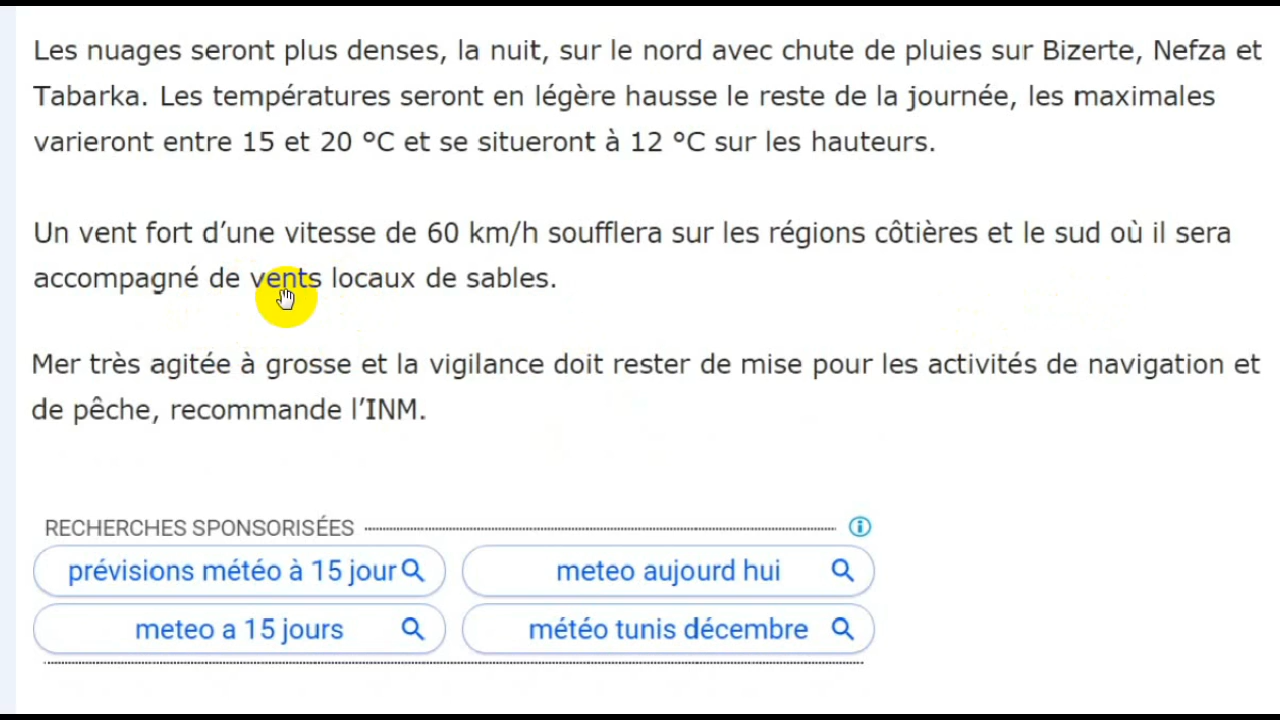 Les nuages seront plus denses, la nuit, sur le nord avec chute de pluies sur Bizerte, Nefza et
Tabarka. Les températures seront en légère hausse le reste de la journée, les maximales
varieront entre 15 et 20 °C et se situeront à 12 °C sur les hauteurs.
Un vent fort d’une vitesse de 60 km/h soufflera sur les régions côtières et le sud où il sera
accompagné de vents locaux de sables.
Mer très agitée à grosse et la vigilance doit rester de mise pour les activités de navigation et
de pêche, recommande l’INM.
RECHERCHES SPONSORISÉES
prévisions météo à 15 jour
meteo aujourd hui
meteo a 15 jours
météo tunis décembre